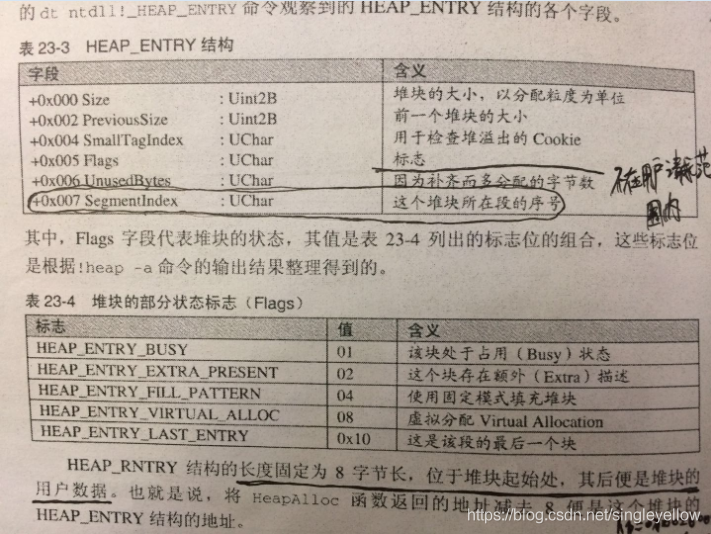 的 dt ntdll!_HEAP_ENTRY 命令观察到的 HEAP_ENTRY 结构的各个字段。
表 23-3 HEAP_ENTRY 结构
字段 含义
+0x000 Size : Uint2B 堆块的大小,以分配粒度为单位
+0x002 PreviousSize : Uint2B 前一个堆块的大小
+0x004 SmallTagIndex : UChar 用于检查堆溢出的 Cookie
+0x005 Flags : UChar 标志
+0x006 UnusedBytes : UChar 因为补齐而多分配的字节数
+0x007 SegmentIndex : UChar 这个堆块所在段的序号
不在用户请求范
围内
其中,Flags 字段代表堆块的状态,其值是表 23-4 列出的标志位的组合,这些标志位
是根据!heap -a 命令的输出结果整理得到的。
表 23-4 堆块的部分状态标志(Flags)
标志 值 含义
HEAP_ENTRY_BUSY 01 该块处于占用(Busy)状态
HEAP_ENTRY_EXTRA_PRESENT 02 这个块存在额外(Extra)描述
HEAP_ENTRY_FILL_PATTERN 04 使用固定模式填充堆块
HEAP_ENTRY_VIRTUAL_ALLOC 08 虚拟分配 Virtual Allocation
HEAP_ENTRY_LAST_ENTRY 0x10 这是该段的最后一个块
HEAP_RNTRY 结构的长度固定为 8 字节长,位于堆块起始处,其后便是堆块的
用户数据。也就是说,将 HeapAlloc 函数返回的地址减去 8 便是这个堆块的
HEAP_ENTRY 结构的地址。
https://blog.csdn.net/singleyellow